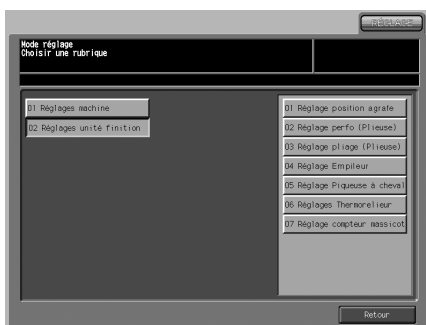 RÉGLAGE
Mode réglage
Choisir une rubrique
01 Réglages machine
02 Réglages unité finition
01 Réglage position agrafe
02 Réglage perfo (Plieuse)
03 Réglage pliage (Plieuse)
04 Réglage Empileur
05 Réglage Piqueuse à cheval
06 Réglages Thermorelieur
07 Réglage compteur massicot
Retour